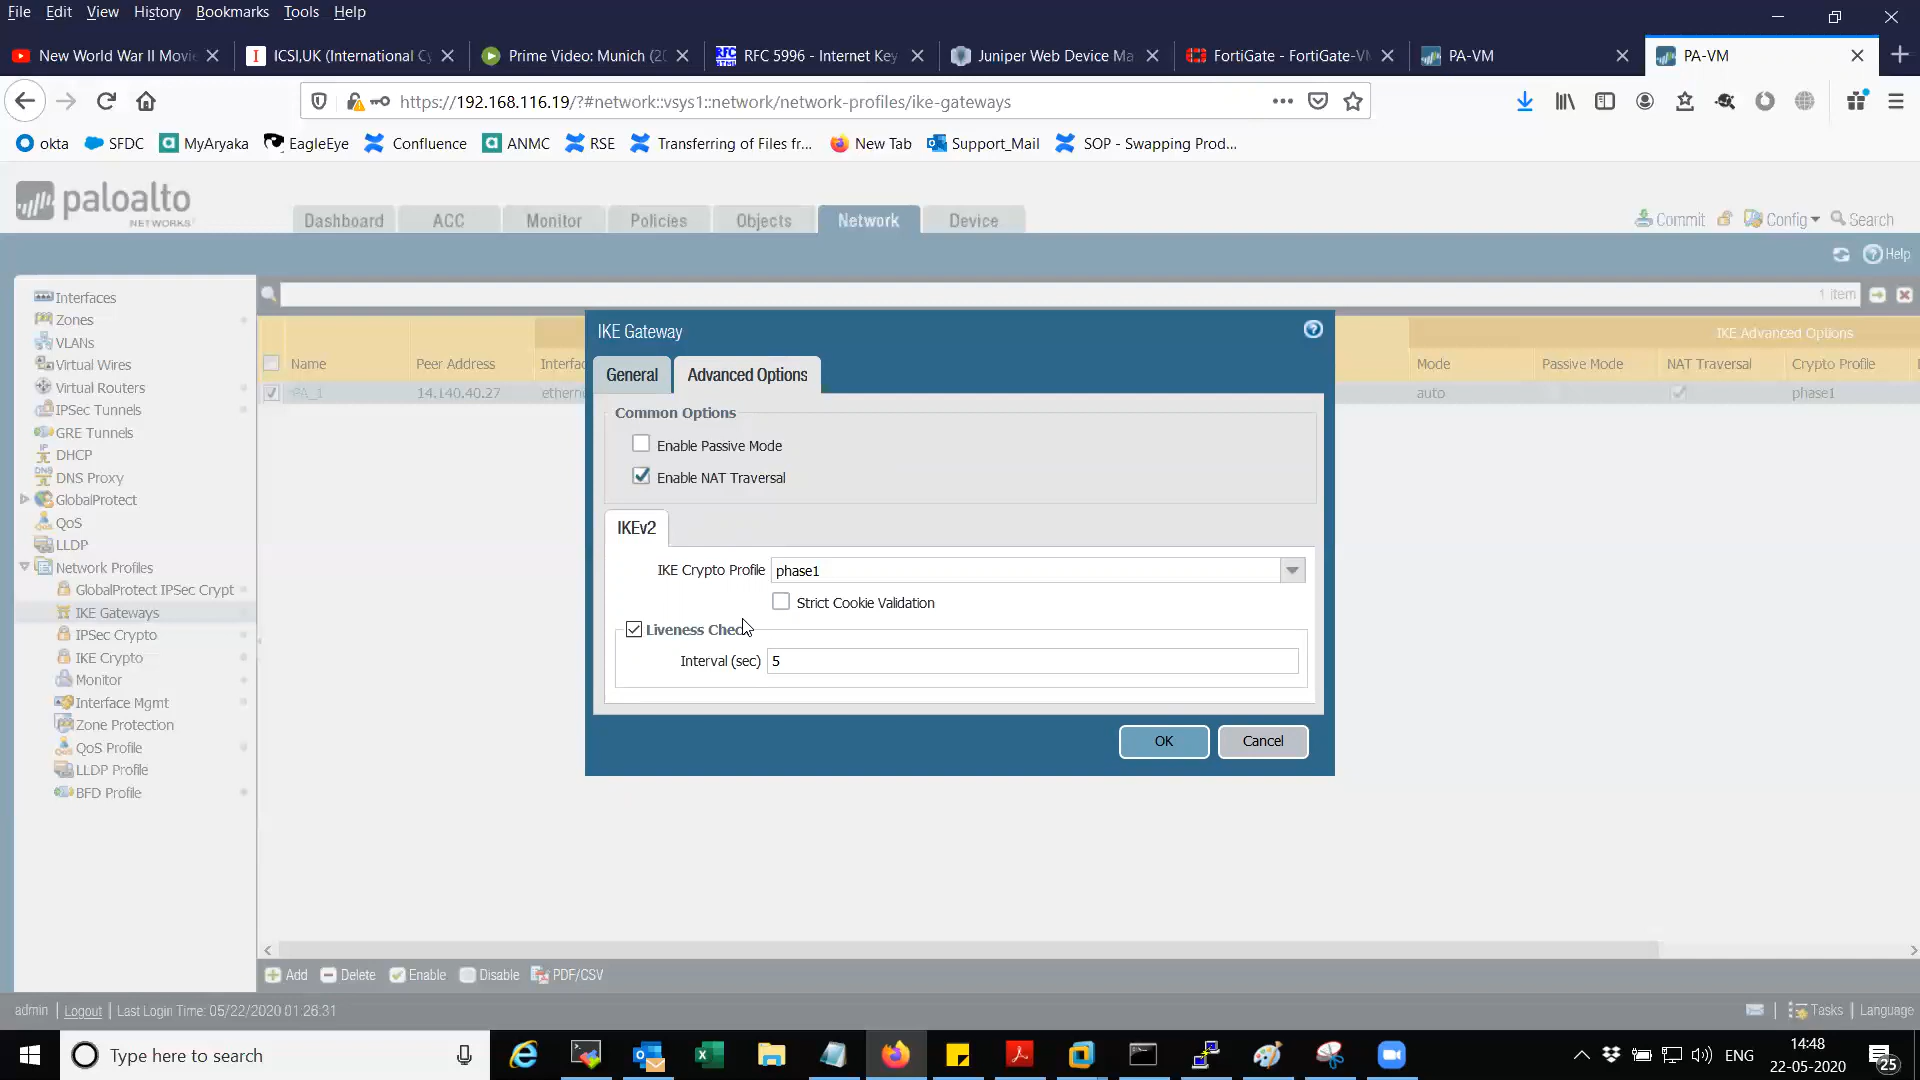 File Edit View History Bookmarks Tools Help
New World War II Movi
ICSI,UK (International Cy
Prime Video: Munich (20
RFC 5996 - Internet Key
Juniper Web Device Ma
FortiGate - FortiGate-VM
PA-VM
PA-VM
https://192.168.116.19/?#network::vsys1::network/network-profiles/ike-gateways
okta SFDC MyAryaka EagleEye Confluence ANMC RSE Transferring of Files fr... New Tab Support_Mail SOP - Swapping Prod...
paloalto
NETWORKS
Dashboard ACC Monitor Policies Objects Network Device
Commit Config Search
Help
Interfaces
Zones
VLANs
Virtual Wires
Virtual Routers
IPSec Tunnels
GRE Tunnels
DHCP
DNS Proxy
GlobalProtect
QoS
LLDP
Network Profiles
GlobalProtect IPSec Crypt
IKE Gateways
IPSec Crypto
IKE Crypto
Monitor
Interface Mgmt
Zone Protection
QoS Profile
LLDP Profile
BFD Profile
1 item
IKE Advanced Options
Name Peer Address Interfac Mode Passive Mode NAT Traversal Crypto Profile
PA_1 14.140.40.27 ethern auto phase1
IKE Gateway
General Advanced Options
Common Options
Enable Passive Mode
Enable NAT Traversal
IKEv2
IKE Crypto Profile phase1
Strict Cookie Validation
Liveness Chec
Interval (sec) 5
OK Cancel
Add Delete Enable Disable PDF/CSV
admin | Logout | Last Login Time: 05/22/2020 01:26:31
Tasks | Language
Type here to search
ENG
14:48
22-05-2020
25